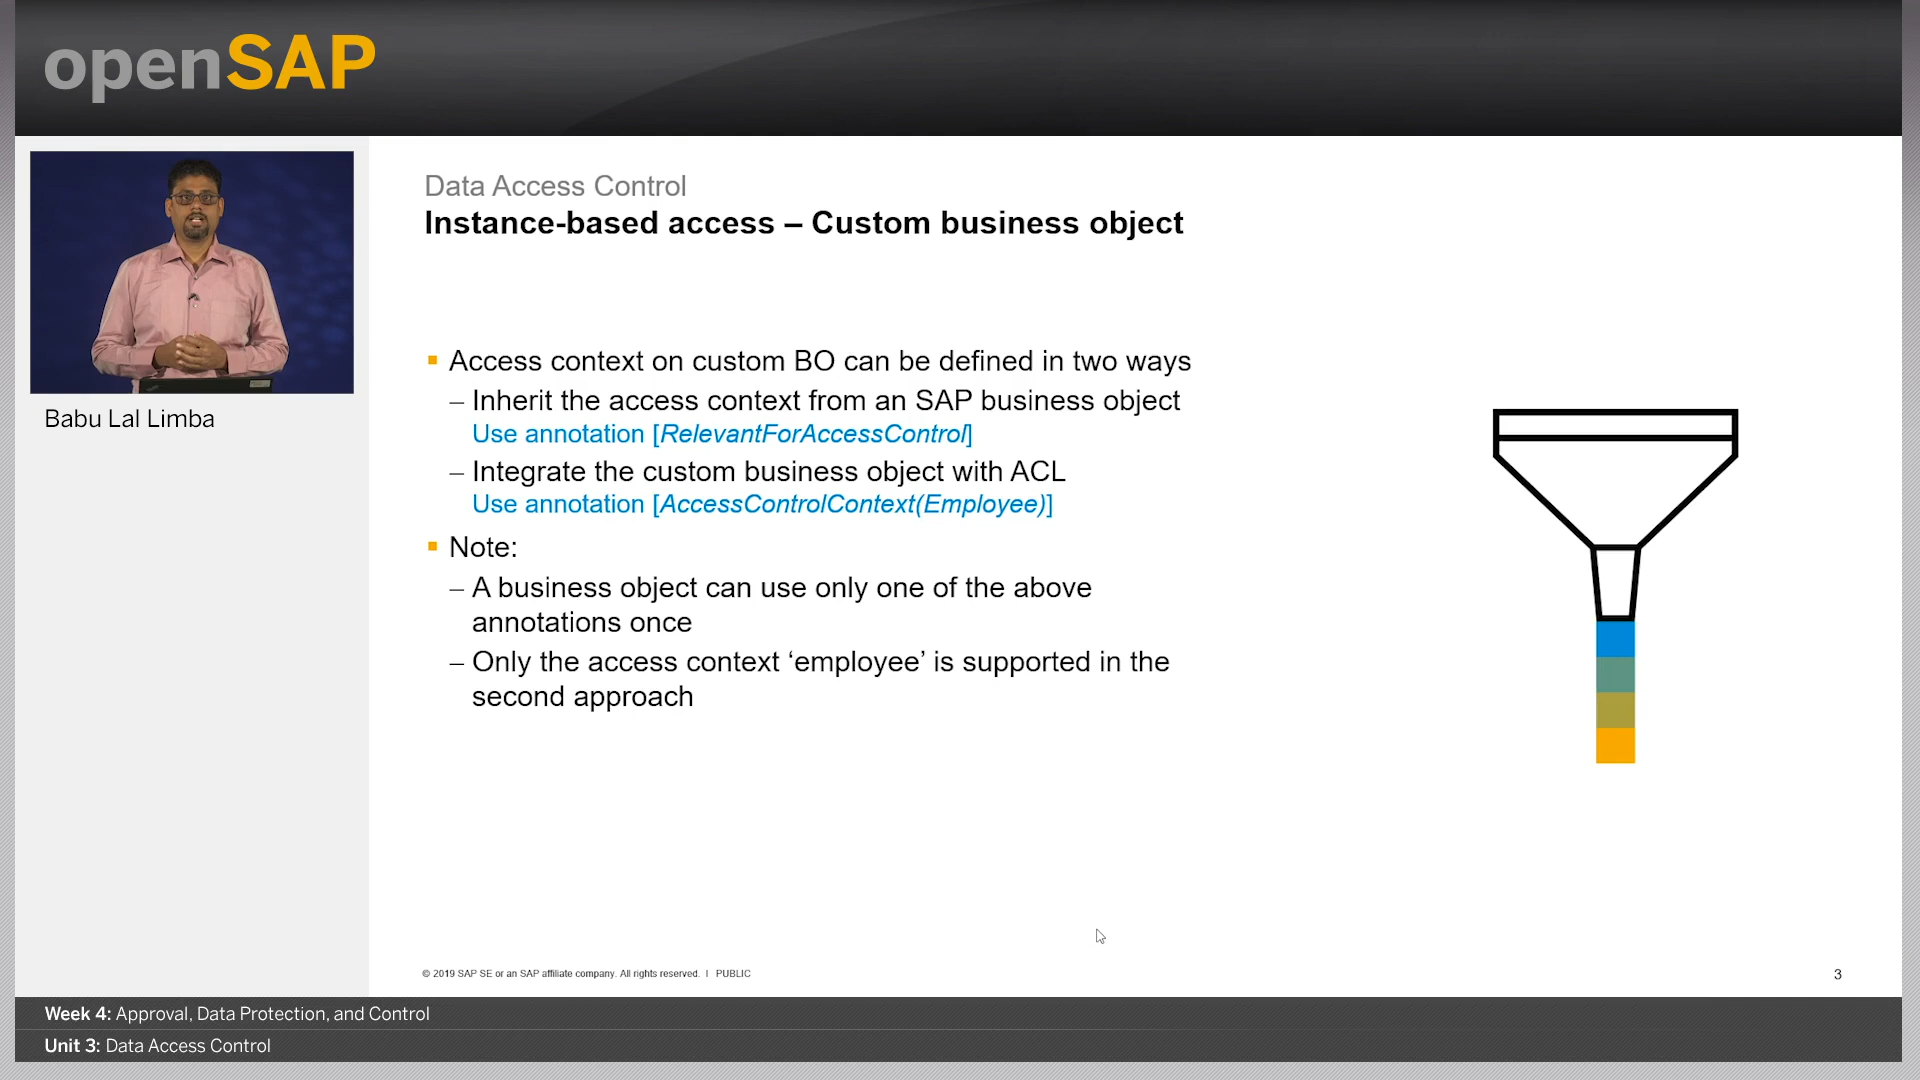 openSAP
Babu Lal Limba
Data Access Control
Instance-based access – Custom business object
▪ Access context on custom BO can be defined in two ways
– Inherit the access context from an SAP business object
Use annotation [RelevantForAccessControl]
– Integrate the custom business object with ACL
Use annotation [AccessControlContext(Employee)]
▪ Note:
– A business object can use only one of the above
annotations once
– Only the access context ‘employee’ is supported in the
second approach
© 2019 SAP SE or an SAP affiliate company. All rights reserved. I PUBLIC
3
Week 4: Approval, Data Protection, and Control
Unit 3: Data Access Control